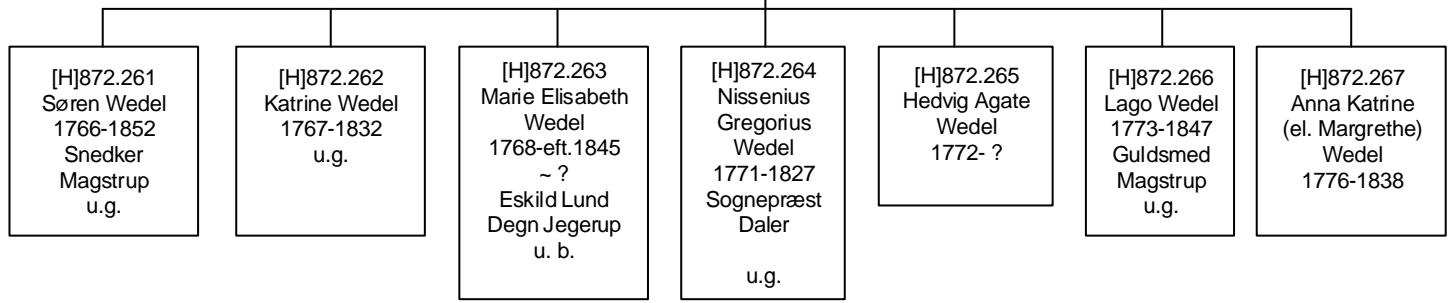 [H]872.261
Søren Wedel
1766-1852
Snedker
Magstrup
u.g.
[H]872.262
Katrine Wedel
1767-1832
u.g.
[H]872.263
Marie Elisabeth
Wedel
1768-eft.1845
~ ?
Eskild Lund
Degn Jegerup
u. b.
[H]872.264
Nissenius
Gregorius
Wedel
1771-1827
Sognepræst
Daler
u.g.
[H]872.265
Hedvig Agate
Wedel
1772- ?
[H]872.266
Lago Wedel
1773-1847
Guldsmed
Magstrup
u.g.
[H]872.267
Anna Katrine
(el. Margrethe)
Wedel
1776-1838